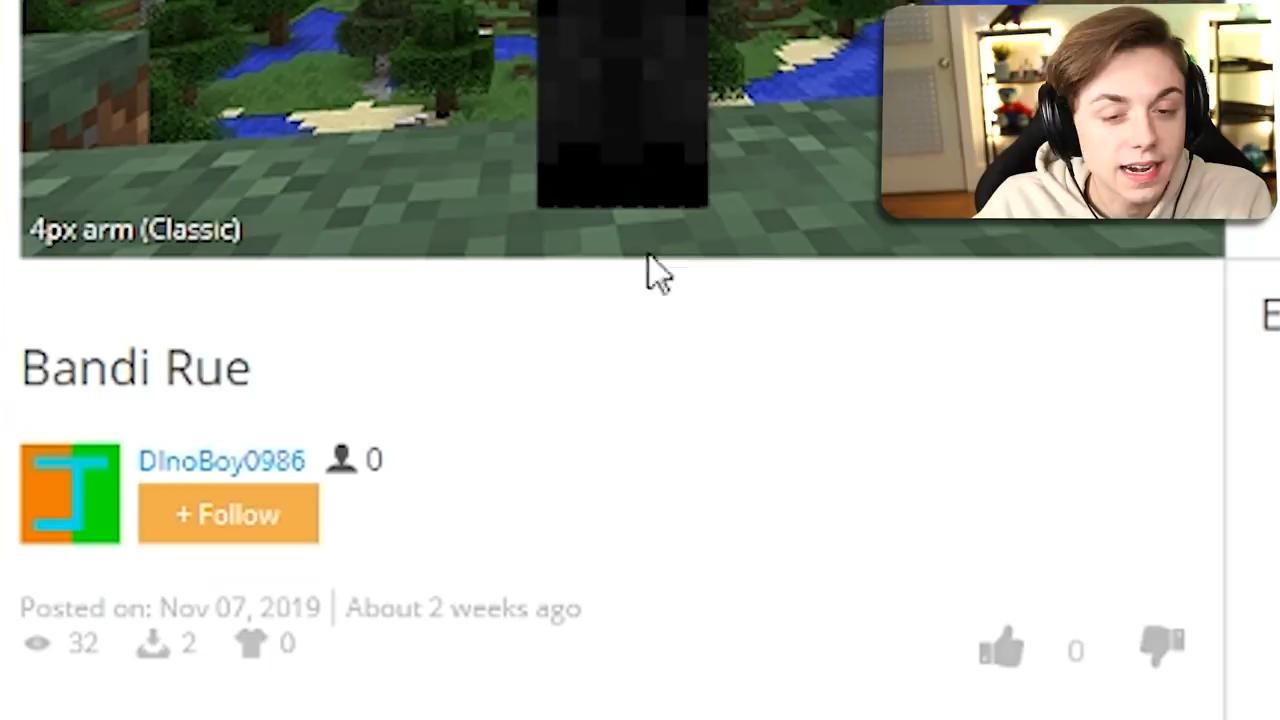 4px arm (Classic)
E
Bandi Rue
DInoBoy0986 0
+ Follow
Posted on: Nov 07, 2019 | About 2 weeks ago
32 2 0
0